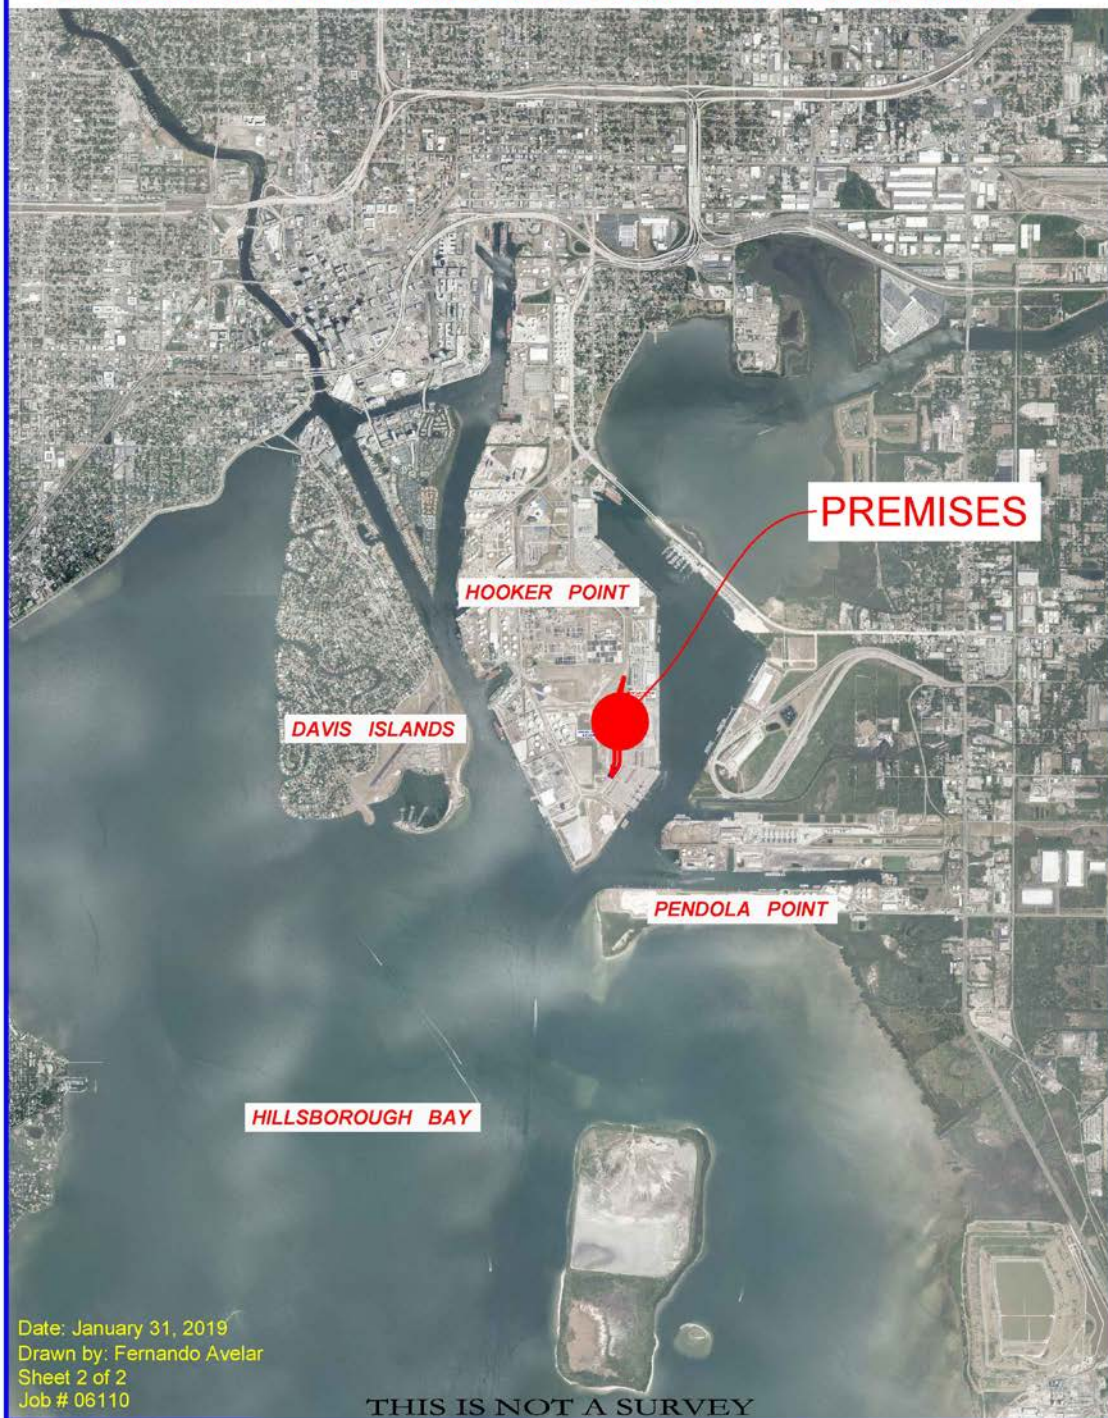 PREMISES
HOOKER POINT
DAVIS ISLANDS
PENDOLA POINT
HILLSBOROUGH BAY
Date: January 31, 2019
Drawn by: Fernando Avelar
Sheet 2 of 2
Job # 06110
THIS IS NOT A SURVEY